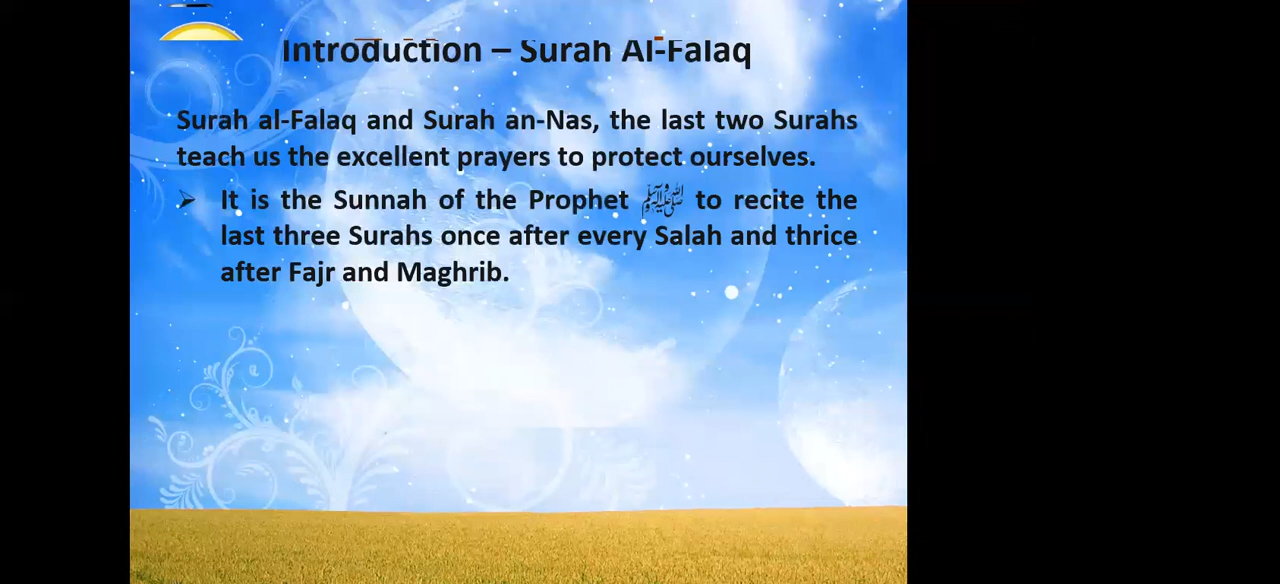 Introduction – Surah Al-Falaq
Surah al-Falaq and Surah an-Nas, the last two Surahs
teach us the excellent prayers to protect ourselves.
➢ It is the Sunnah of the Prophet ﷺ to recite the
last three Surahs once after every Salah and thrice
after Fajr and Maghrib.